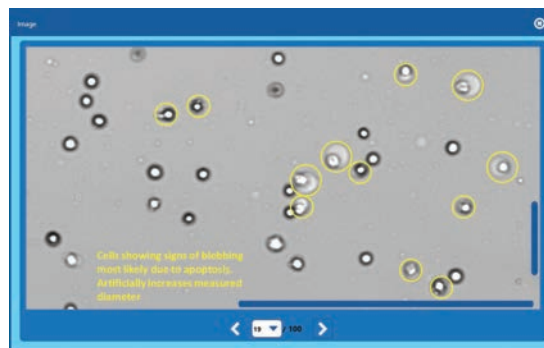 Image
Cells showing signs of blebbing
most likely due to apoptosis.
Artificially increases measured
diameter
19 / 100